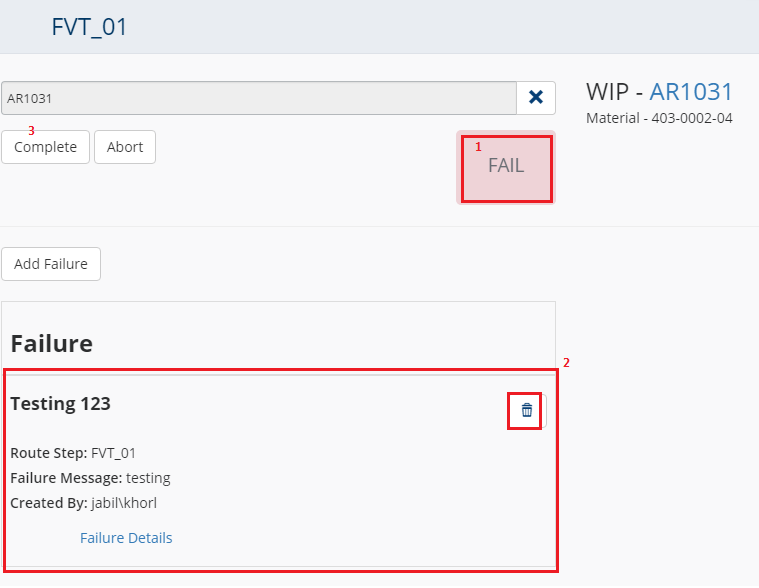 FVT_01
AR1031
WIP - AR1031
Material - 403-0002-04
3
Complete
Abort
1
FAIL
Add Failure
Failure
2
Testing 123
Route Step: FVT_01
Failure Message: testing
Created By: jabil\khorl
Failure Details